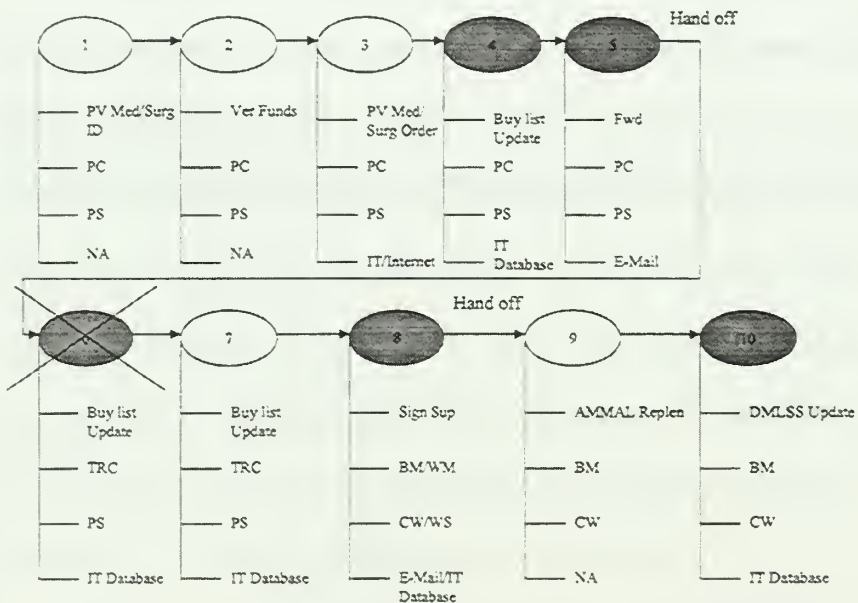 Hand off
1 2 3 4 5
PV Med/Surg
ID
PC
PS
NA
Ver Funds
PC
PS
NA
PV Med/
Surg Order
PC
PS
IT/Internet
Buy list
Update
PC
PS
IT
Database
Fwd
PC
PS
E-Mail
Hand off
6 7 8 9 10
Buy list
Update
TRC
PS
IT Database
Buy list
Update
TRC
PS
IT Database
Sign Sup
BM/WM
CW/WS
E-Mail/IT
Database
AMMAL Replen
BM
CW
NA
DMLSS Update
BM
CW
IT Database